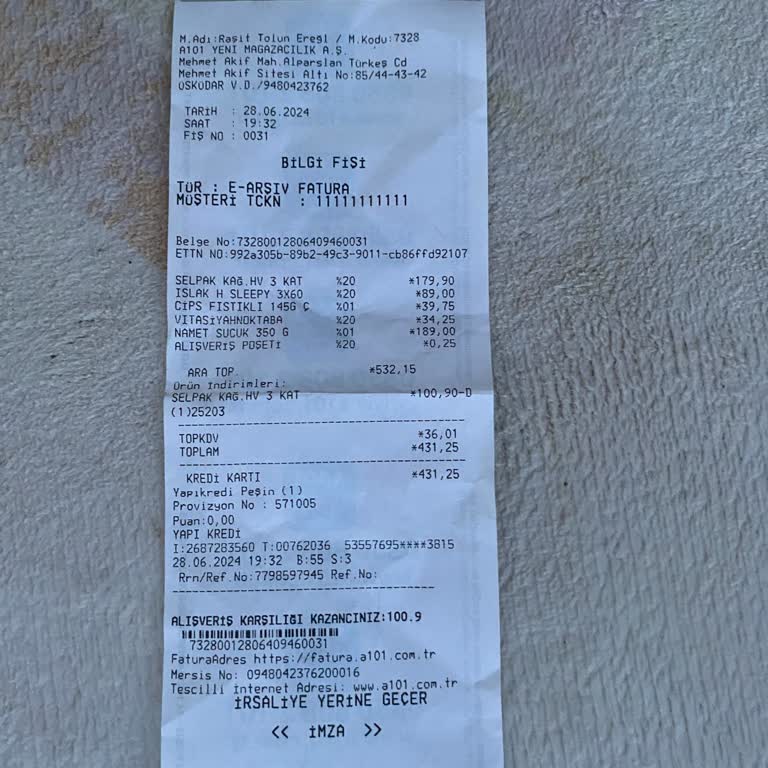 M.Adı:Raşit Tolun Ereğl / M.Kodu:7328
A101 YENİ MAĞAZACILIK A.Ş.
Mehmet Akif Mah.Alparslan Türkeş Cd
Mehmet Akif Sitesi Altı No:85/44-43-42
ÜSKÜDAR V.D./9480423762
TARİH : 28.06.2024
SAAT : 19:32
FİŞ NO : 0031
BİLGİ FİŞİ
TÜR : E-ARŞİV FATURA
MÜŞTERİ TCKN : 11111111111
Belge No:73280012806409460031
ETTN NO:992a305b-89b2-49c3-9011-cb86ffd92107
SELPAK KAĞ.HV 3 KAT %20 *179,90
ISLAK H SLEEPY 3X60 %20 *89,00
CİPS FISTIKLI 145G Ç %01 *39,75
VITASİYAHNOKTABA %20 *34,25
NAMET SUCUK 350 G %01 *189,00
ALIŞVERİŞ POŞETİ %20 *0,25
ARA TOP. *532,15
Ürün İndirimleri:
SELPAK KAĞ.HV 3 KAT *100,90-D
(1)25203
TOPKDV *36,01
TOPLAM *431,25
KREDİ KARTI *431,25
Yapıkredi Peşin (1)
Provizyon No : 571005
Puan:0,00
YAPI KREDİ
I:2687283560 T:00762036 53557695****3815
28.06.2024 19:32 B:55 S:3
Rrn/Ref.No:7798597945 Ref.No:
ALIŞVERİŞ KARŞILIĞI KAZANCINIZ:100.9
73280012806409460031
FaturaAdres https://fatura.a101.com.tr
Mersis No: 0948042376200016
Tescilli İnternet Adresi: www.a101.com.tr
İRSALİYE YERİNE GEÇER
<< İMZA >>